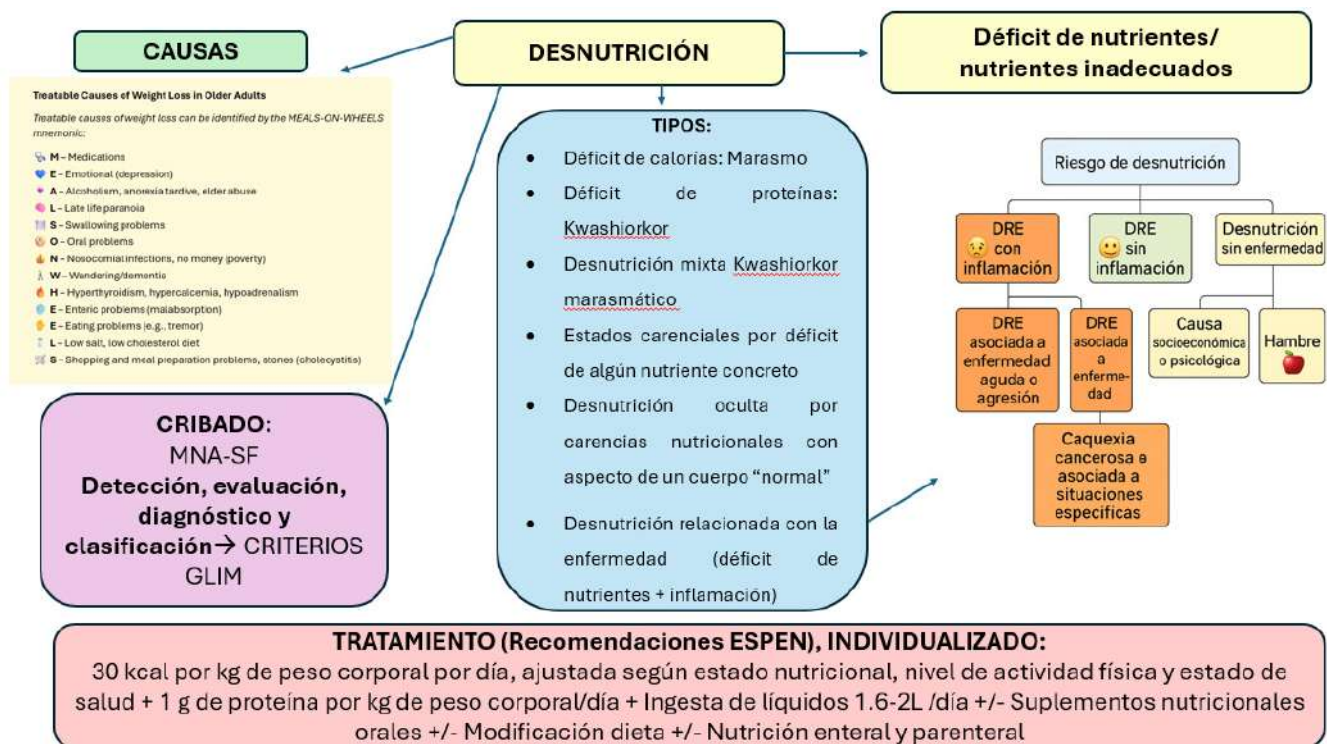 CAUSAS
Treatable Causes of Weight Loss in Older Adults
Treatable causes of weight loss can be identified by the MEALS-ON-WHEELS
mnemonic:
M – Medications
E – Emotional (depression)
A – Alcoholism, anorexia tardive, elder abuse
L – Late life paranoia
S – Swallowing problems
O – Oral problems
N – Nosocomial infections, no money (poverty)
W – Wandering/dementia
H – Hyperthyroidism, hypercalcemia, hypoadrenalism
E – Enteric problems (malabsorption)
E – Eating problems (e.g., tremor)
L – Low salt, low cholesterol diet
S – Shopping and meal preparation problems, stones (cholecystitis)
CRIBADO:
MNA-SF
Detección, evaluación,
diagnóstico y
clasificación→ CRITERIOS
GLIM
DESNUTRICIÓN
TIPOS:
• Déficit de calorías: Marasmo
• Déficit de proteínas:
Kwashiorkor
• Desnutrición mixta Kwashiorkor
marasmático
• Estados carenciales por déficit
de algún nutriente concreto
• Desnutrición oculta por
carencias nutricionales con
aspecto de un cuerpo “normal”
• Desnutrición relacionada con la
enfermedad (déficit de
nutrientes + inflamación)
Déficit de nutrientes/
nutrientes inadecuados
Riesgo de desnutrición
DRE
con
inflamación
DRE
sin
inflamación
Desnutrición
sin enfermedad
DRE
asociada a
enfermedad
aguda o
agresión
DRE
asociada
a
enferme-
dad
Causa
socioeconómica
o psicológica
Hambre
Caquexia
cancerosa e
asociada a
situaciones
especificas
TRATAMIENTO (Recomendaciones ESPEN), INDIVIDUALIZADO:
30 kcal por kg de peso corporal por día, ajustada según estado nutricional, nivel de actividad física y estado de
salud + 1 g de proteína por kg de peso corporal/día + Ingesta de líquidos 1.6-2L /día +/- Suplementos nutricionales
orales +/- Modificación dieta +/- Nutrición enteral y parenteral